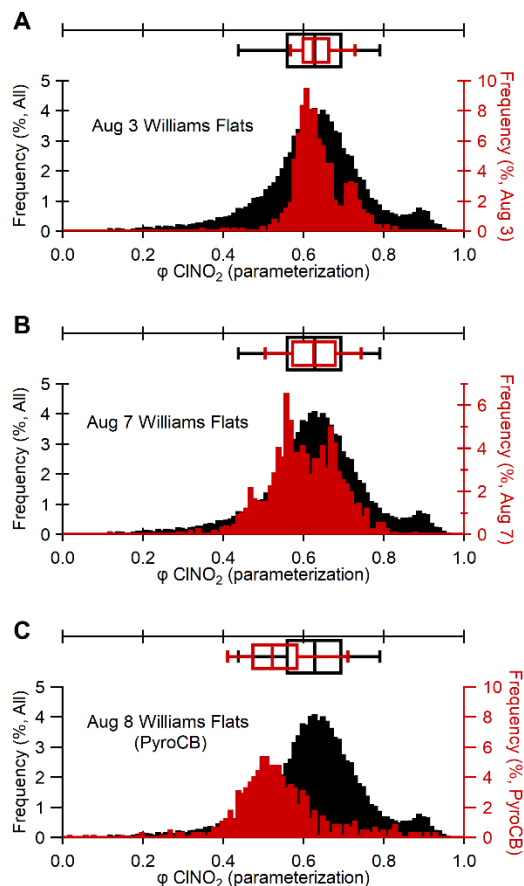 A
5
4
3
2
1
0
Frequency (%, All)
Aug 3 Williams Flats
10
8
6
4
2
0
Frequency (%, Aug 3)
0.0 0.2 0.4 0.6 0.8 1.0
φ ClNO₂ (parameterization)
B
5
4
3
2
1
0
Frequency (%, All)
Aug 7 Williams Flats
6
4
2
0
Frequency (%, Aug 7)
0.0 0.2 0.4 0.6 0.8 1.0
φ ClNO₂ (parameterization)
C
5
4
3
2
1
0
Frequency (%, All)
Aug 8 Williams Flats
(PyroCB)
10
8
6
4
2
0
Frequency (%, PyroCB)
0.0 0.2 0.4 0.6 0.8 1.0
φ ClNO₂ (parameterization)